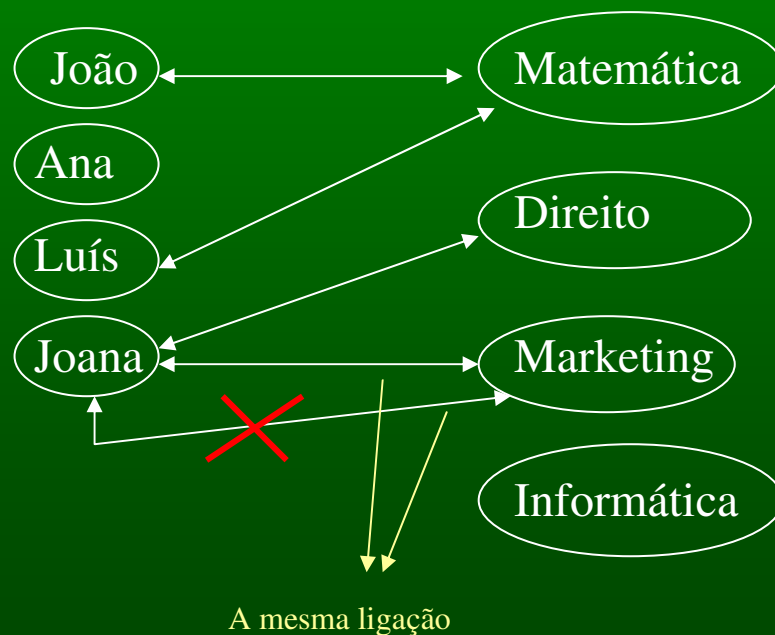 João
Matemática
Ana
Direito
Luís
Joana
Marketing
Informática
A mesma ligação